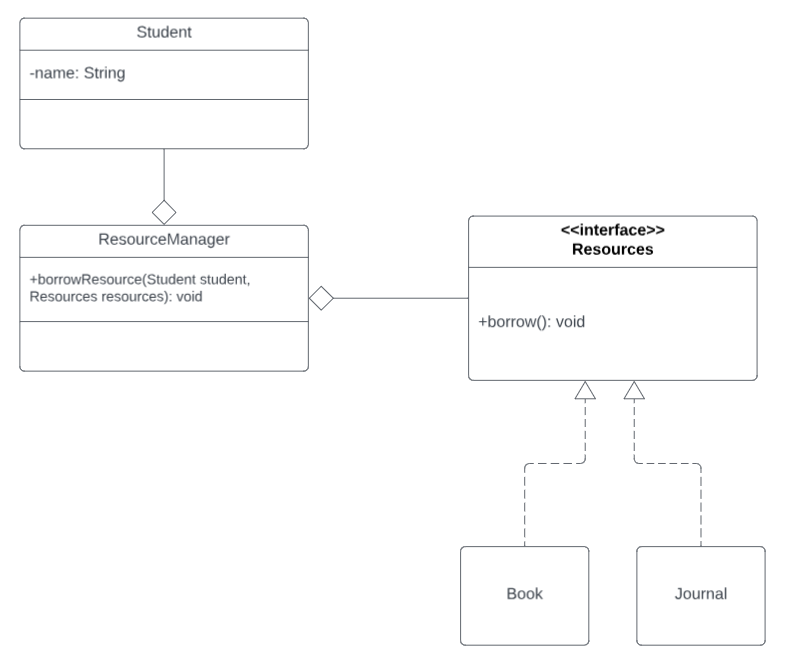 Student
-name: String
ResourceManager
+borrowResource(Student student,
Resources resources): void
<<interface>>
Resources
+borrow(): void
Book
Journal